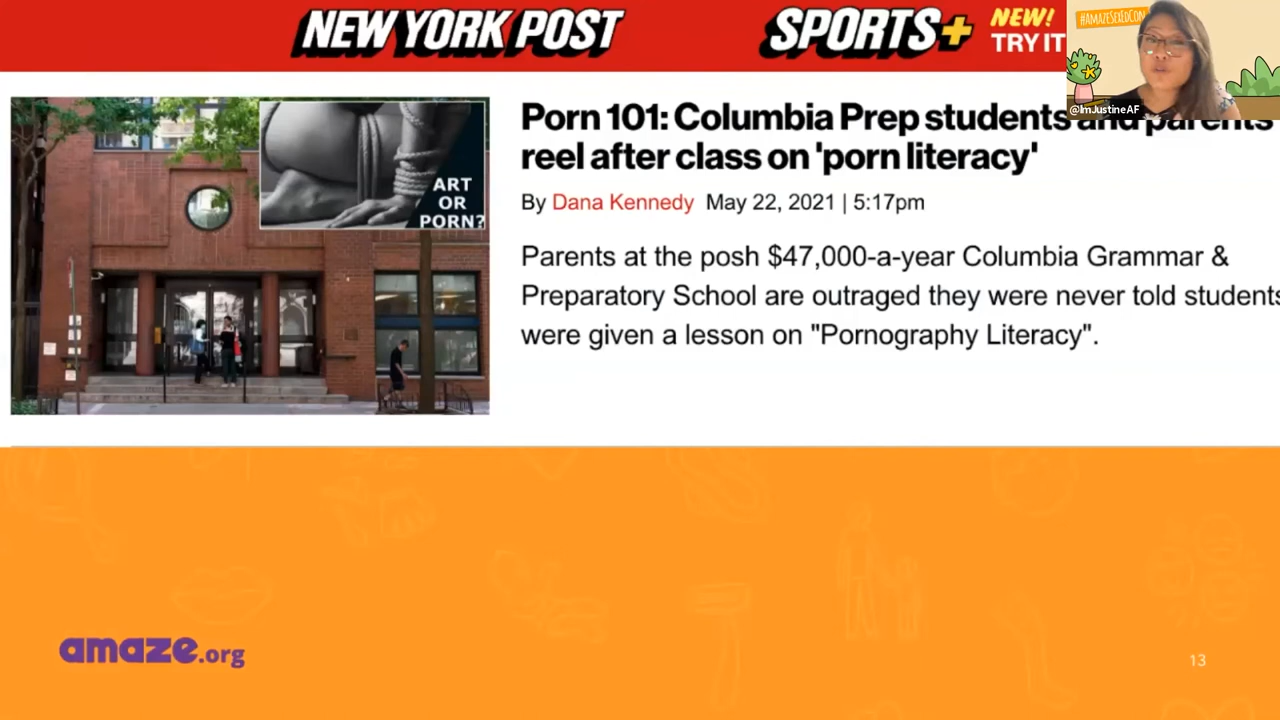 NEW YORK POST
SPORTS+
NEW!
TRY IT
#AMAZESEXEDCON
@ImJustineAF
ART
OR
PORN?
Porn 101: Columbia Prep students and parents
reel after class on 'porn literacy'
By Dana Kennedy May 22, 2021 | 5:17pm
Parents at the posh $47,000-a-year Columbia Grammar &
Preparatory School are outraged they were never told students
were given a lesson on "Pornography Literacy".
amaze.org
13